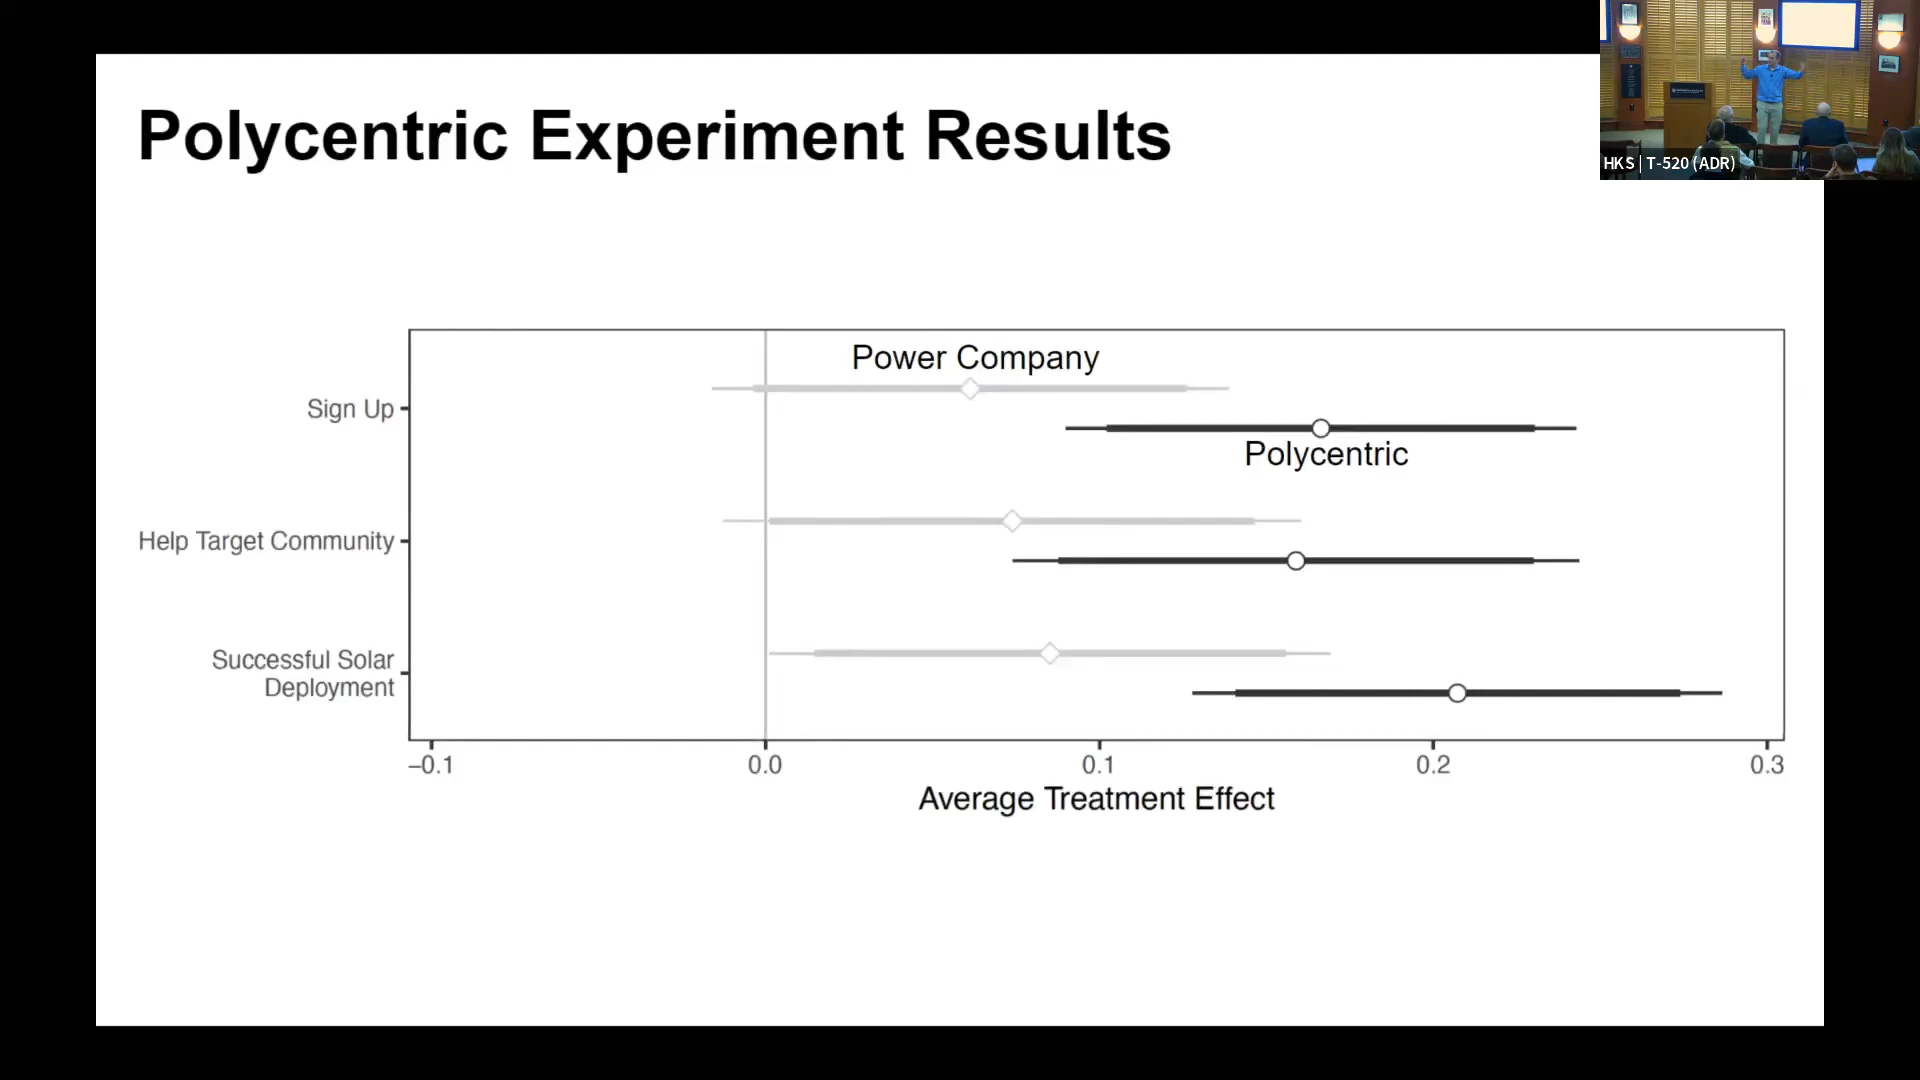 Polycentric Experiment Results
HKS | T-520 (ADR)
Power Company
Sign Up
Polycentric
Help Target Community
Successful Solar
Deployment
–0.1 0.0 0.1 0.2 0.3
Average Treatment Effect